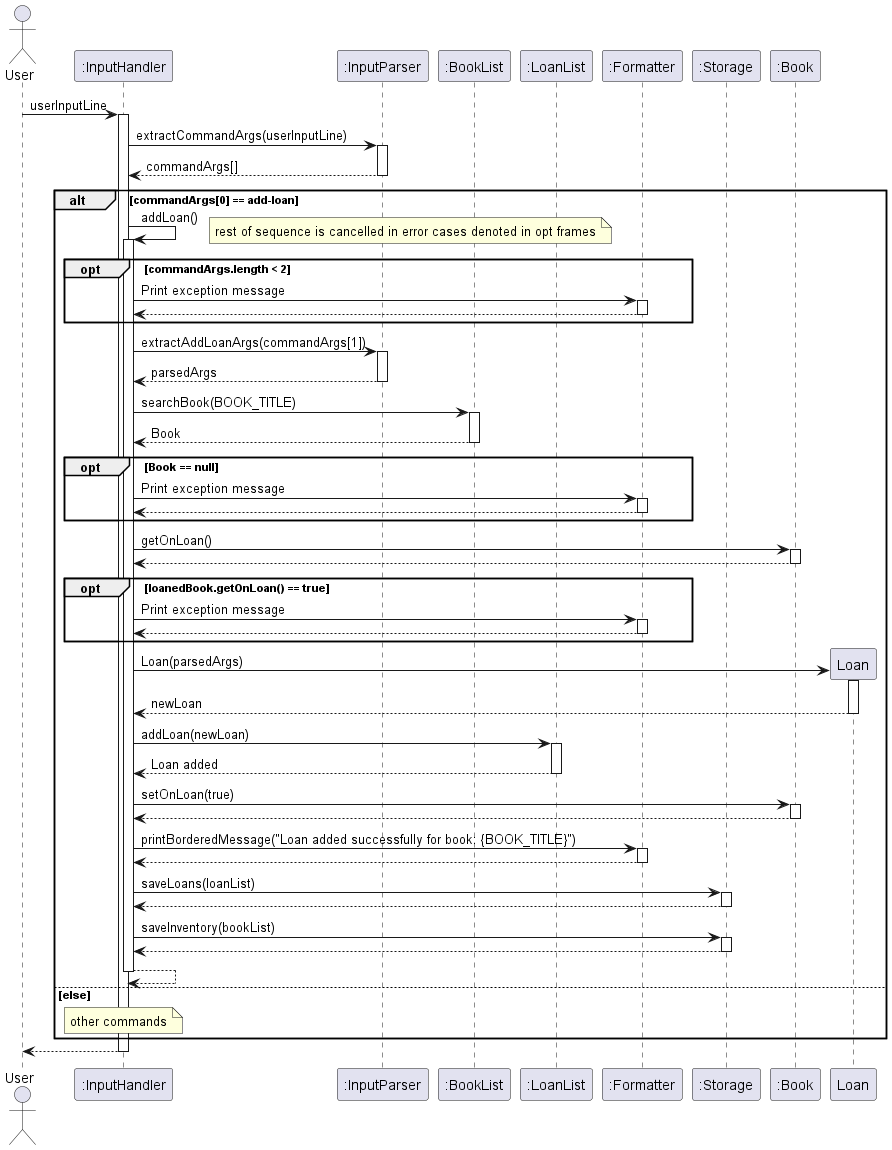 User
:InputHandler
:InputParser
:BookList
:LoanList
:Formatter
:Storage
:Book
userInputLine
extractCommandArgs(userInputLine)
commandArgs[]
alt
[commandArgs[0] == add-loan]
addLoan()
rest of sequence is cancelled in error cases denoted in opt frames
opt
[commandArgs.length < 2]
Print exception message
extractAddLoanArgs(commandArgs[1])
parsedArgs
searchBook(BOOK_TITLE)
Book
opt
[Book == null]
Print exception message
getOnLoan()
opt
[loanedBook.getOnLoan() == true]
Print exception message
Loan(parsedArgs)
Loan
newLoan
addLoan(newLoan)
Loan added
setOnLoan(true)
printBorderedMessage("Loan added successfully for book: {BOOK_TITLE}")
saveLoans(loanList)
saveInventory(bookList)
[else]
other commands
User
:InputHandler
:InputParser
:BookList
:LoanList
:Formatter
:Storage
:Book
Loan